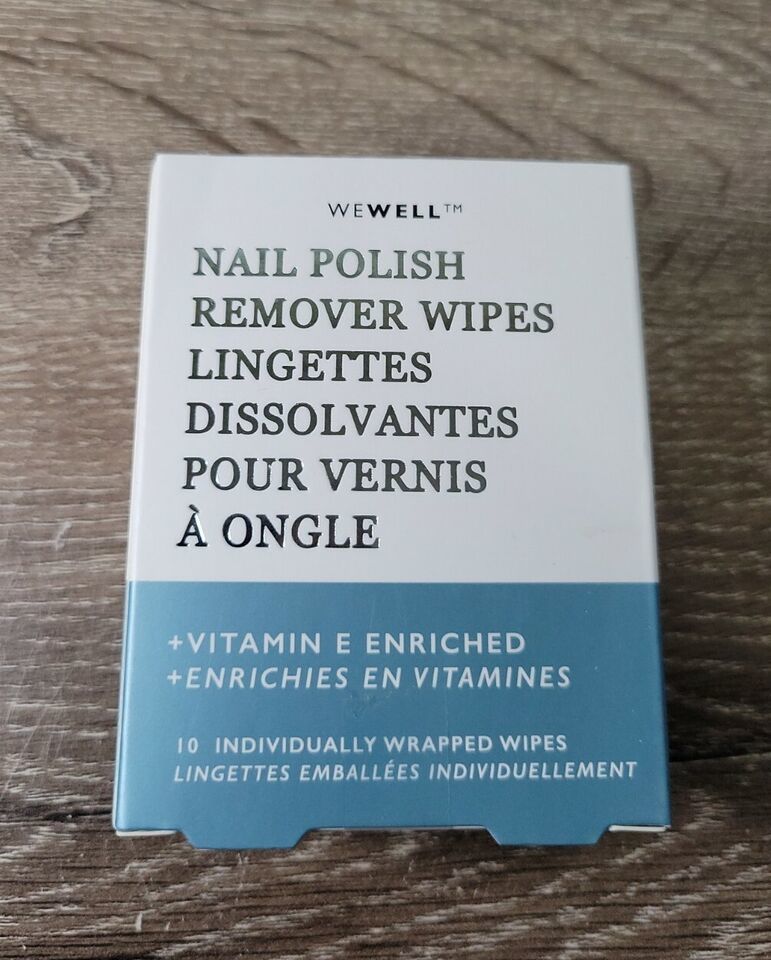 WEWELL™
NAIL POLISH
REMOVER WIPES
LINGETTES
DISSOLVANTES
POUR VERNIS
À ONGLE
+VITAMIN E ENRICHED
+ENRICHIES EN VITAMINES
10 INDIVIDUALLY WRAPPED WIPES
LINGETTES EMBALLÉES INDIVIDUELLEMENT